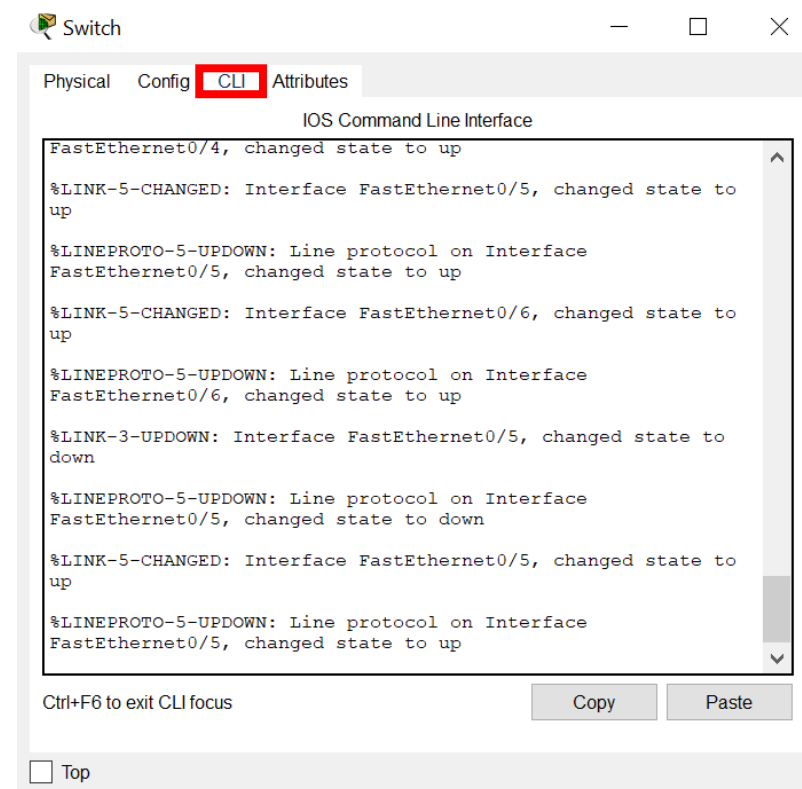 Switch
Physical Config CLI Attributes
IOS Command Line Interface
FastEthernet0/4, changed state to up
%LINK-5-CHANGED: Interface FastEthernet0/5, changed state to
up
%LINEPROTO-5-UPDOWN: Line protocol on Interface
FastEthernet0/5, changed state to up
%LINK-5-CHANGED: Interface FastEthernet0/6, changed state to
up
%LINEPROTO-5-UPDOWN: Line protocol on Interface
FastEthernet0/6, changed state to up
%LINK-3-UPDOWN: Interface FastEthernet0/5, changed state to
down
%LINEPROTO-5-UPDOWN: Line protocol on Interface
FastEthernet0/5, changed state to down
%LINK-5-CHANGED: Interface FastEthernet0/5, changed state to
up
%LINEPROTO-5-UPDOWN: Line protocol on Interface
FastEthernet0/5, changed state to up
Ctrl+F6 to exit CLI focus Copy Paste
Top